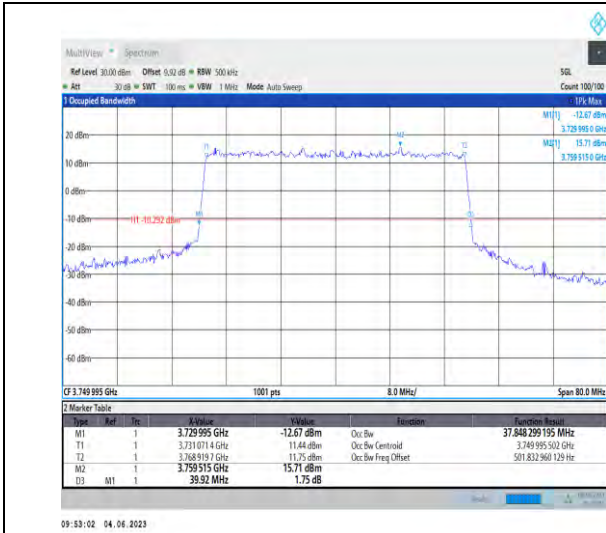 MultiView Spectrum
Ref Level 30.00 dBm Offset 9.92 dB RBW 500 kHz SGL
Att 30 dB SWT 100 ms VBW 1 MHz Mode Auto Sweep Count 100/100
1 Occupied Bandwidth 1Pk Max
M1[1] -12.67 dBm
3.729 995 0 GHz
M2[1] 15.71 dBm
3.759 515 0 GHz
20 dBm
M2
T1 T2
10 dBm
0 dBm
M1
-10 dBm
H1 -10.292 dBm
-20 dBm
-30 dBm
-40 dBm
-50 dBm
-60 dBm
CF 3.749 995 GHz 1001 pts 8.0 MHz/ Span 80.0 MHz
2 Marker Table
Type Ref Trc X-Value Y-Value Function Function Result
M1 1 3.729 995 GHz -12.67 dBm Occ Bw 37.848 299 195 MHz
T1 1 3.731 071 4 GHz 11.44 dBm Occ Bw Centroid 3.749 995 502 GHz
T2 1 3.768 919 7 GHz 11.75 dBm Occ Bw Freq Offset 501.832 960 129 Hz
M2 1 3.759 515 GHz 15.71 dBm
D3 M1 1 39.92 MHz 1.75 dB
09:53:02 04.06.2023